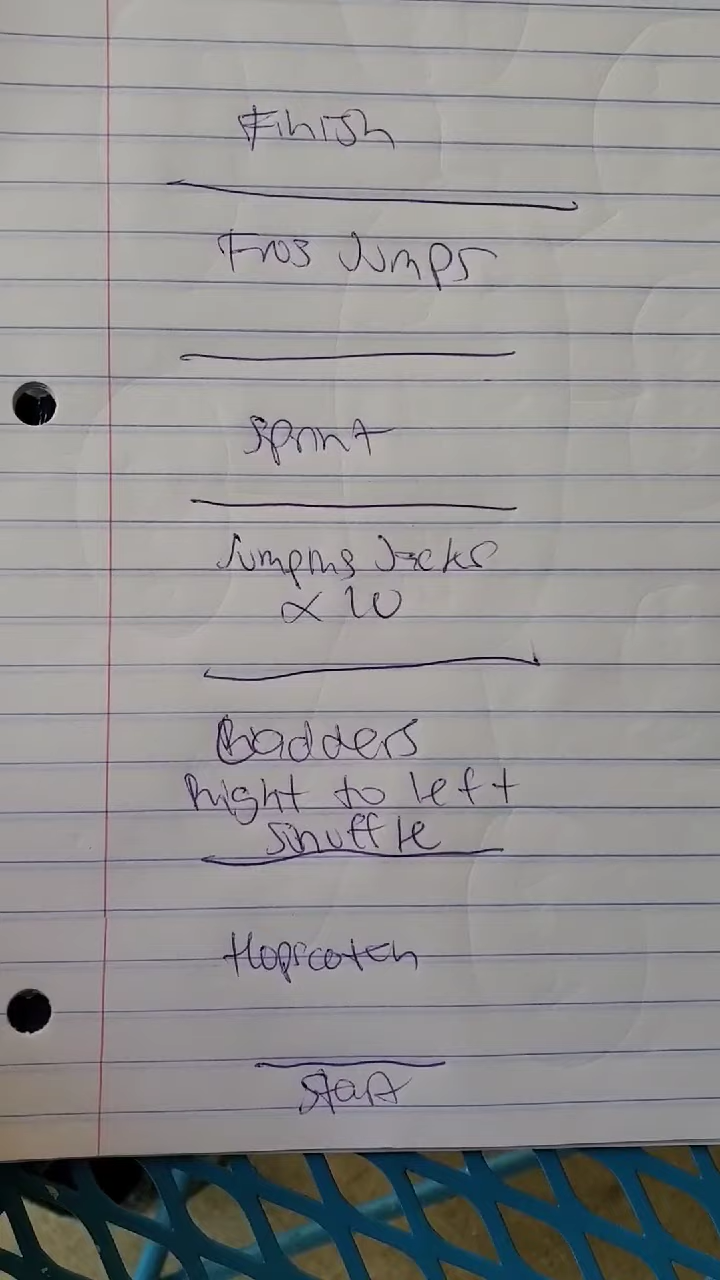 Finish
Frog Jumps
Sprint
Jumping Jacks
x 10
Ladders
Right to left
shuffle
Hopscotch
Start